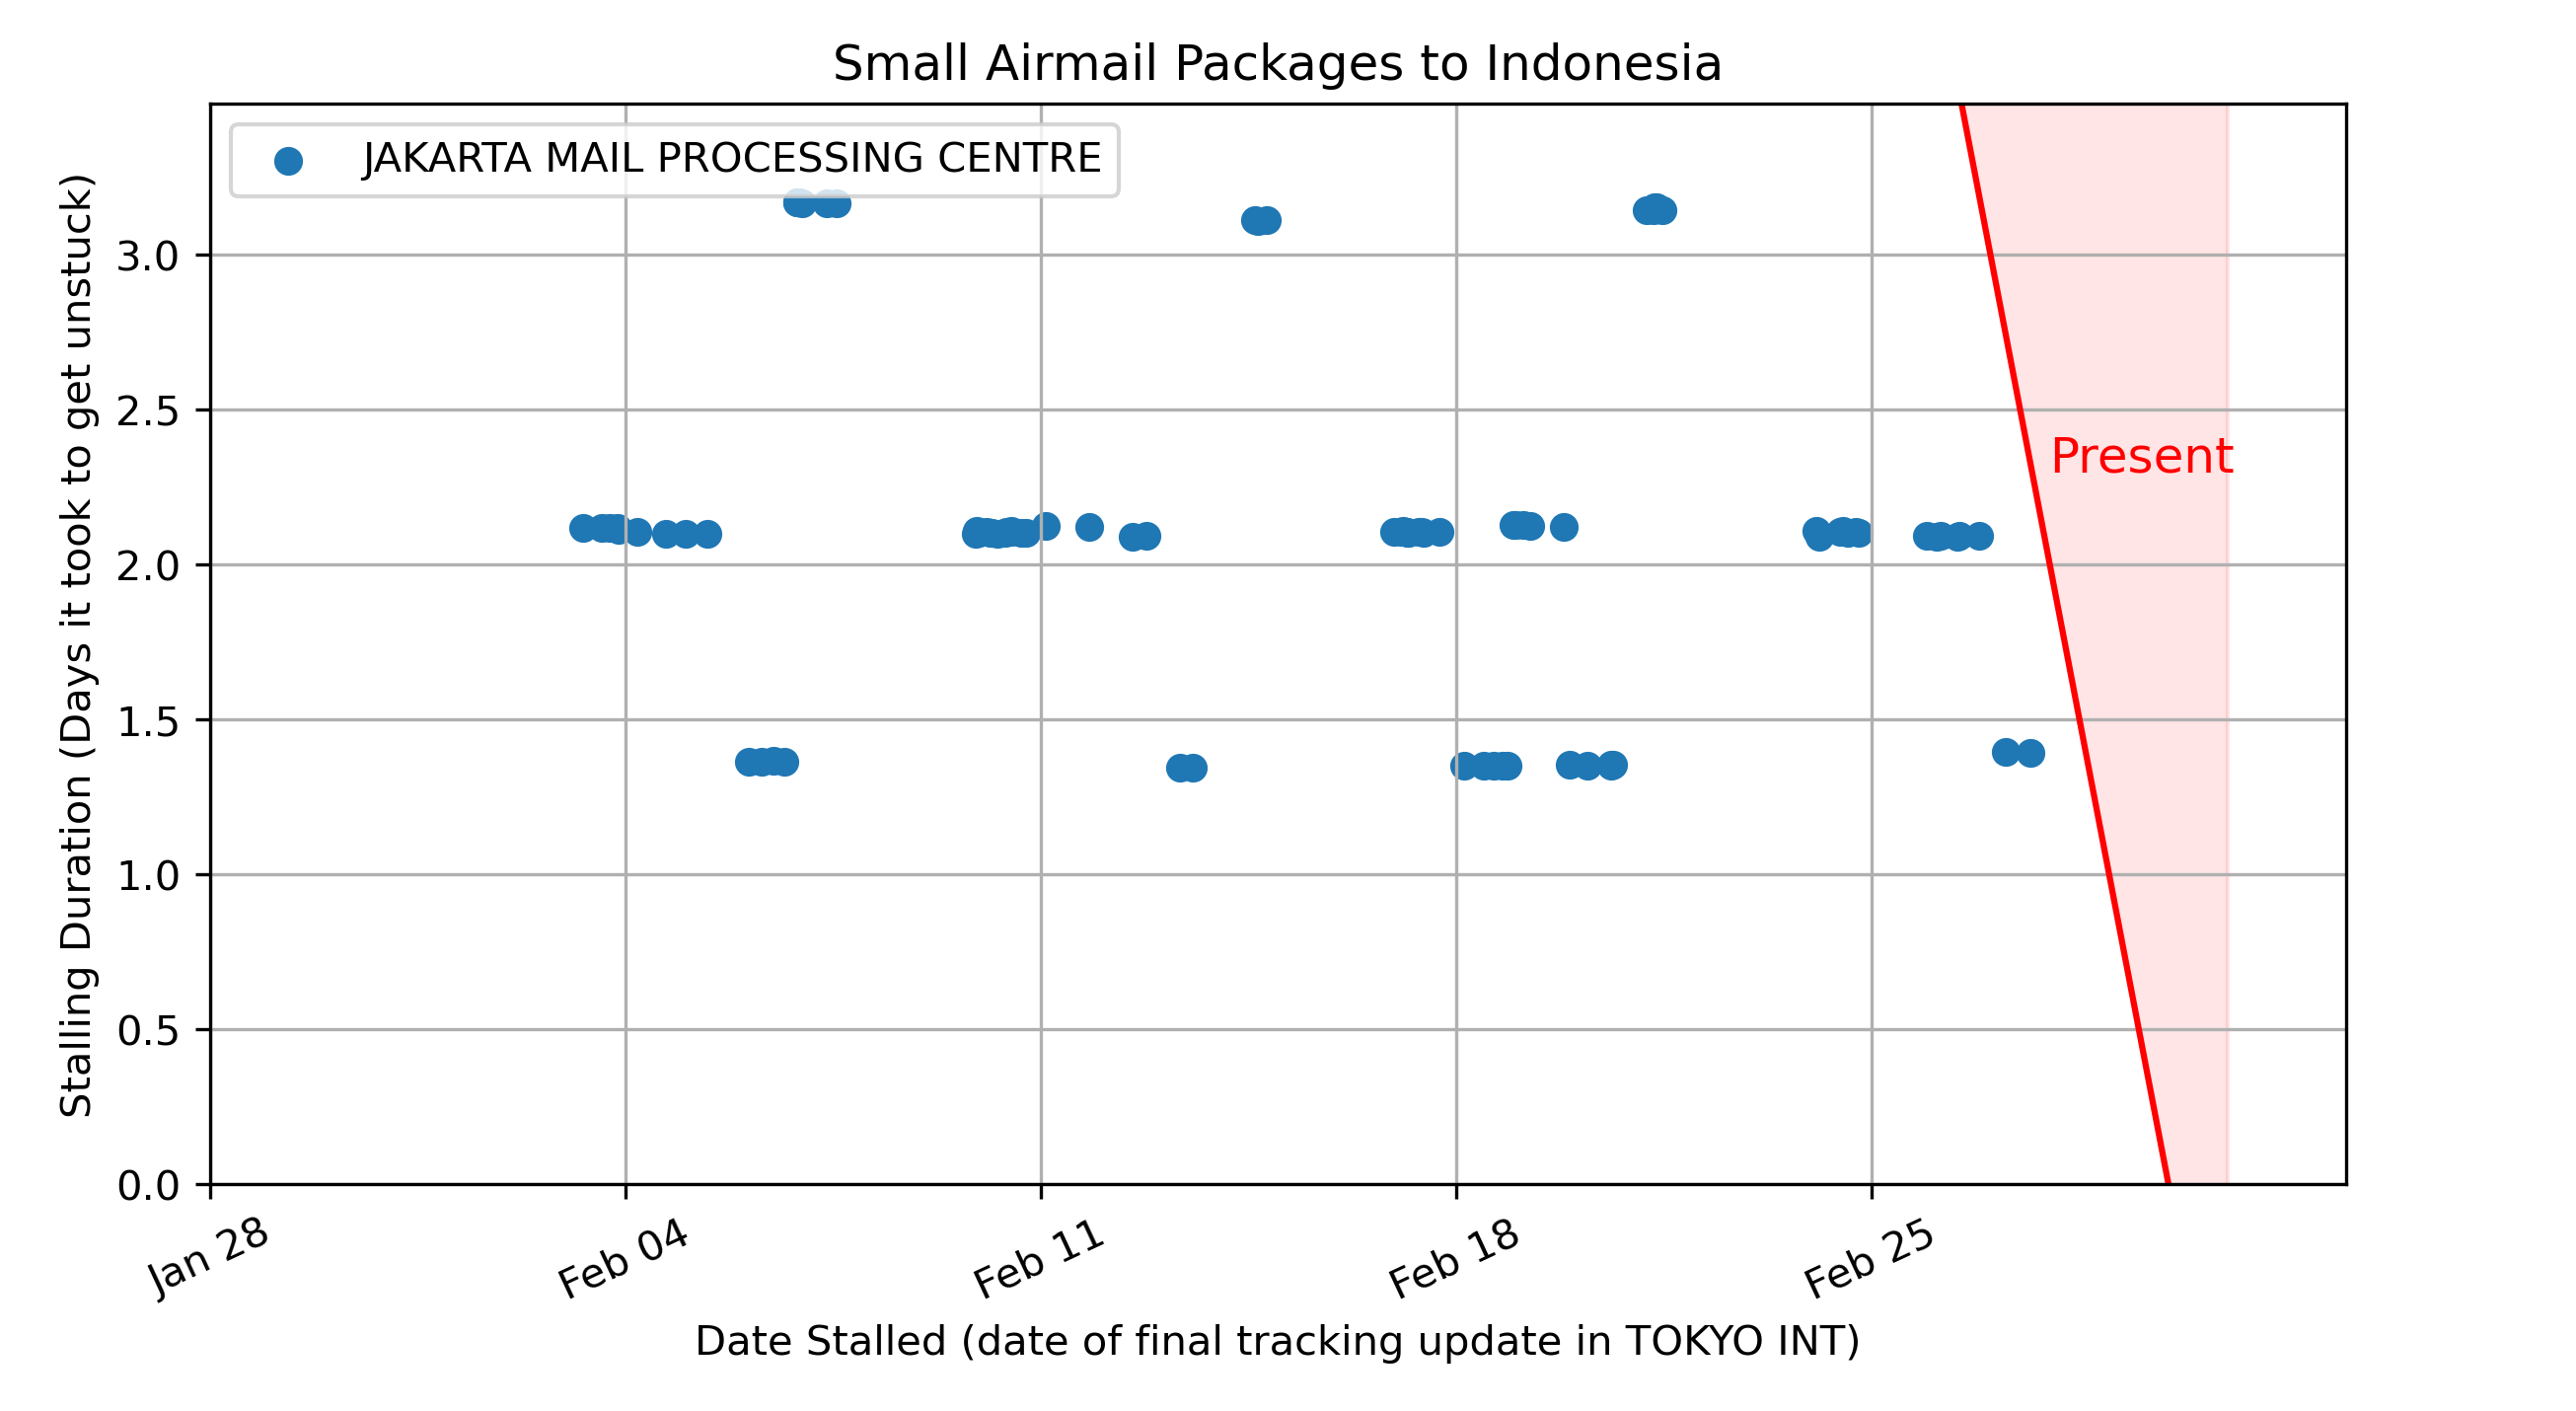 Small Airmail Packages to Indonesia
JAKARTA MAIL PROCESSING CENTRE
Stalling Duration (Days it took to get unstuck)
3.0
2.5
2.0
1.5
1.0
0.5
0.0
Present
Jan 28
Feb 04
Feb 11
Feb 18
Feb 25
Date Stalled (date of final tracking update in TOKYO INT)